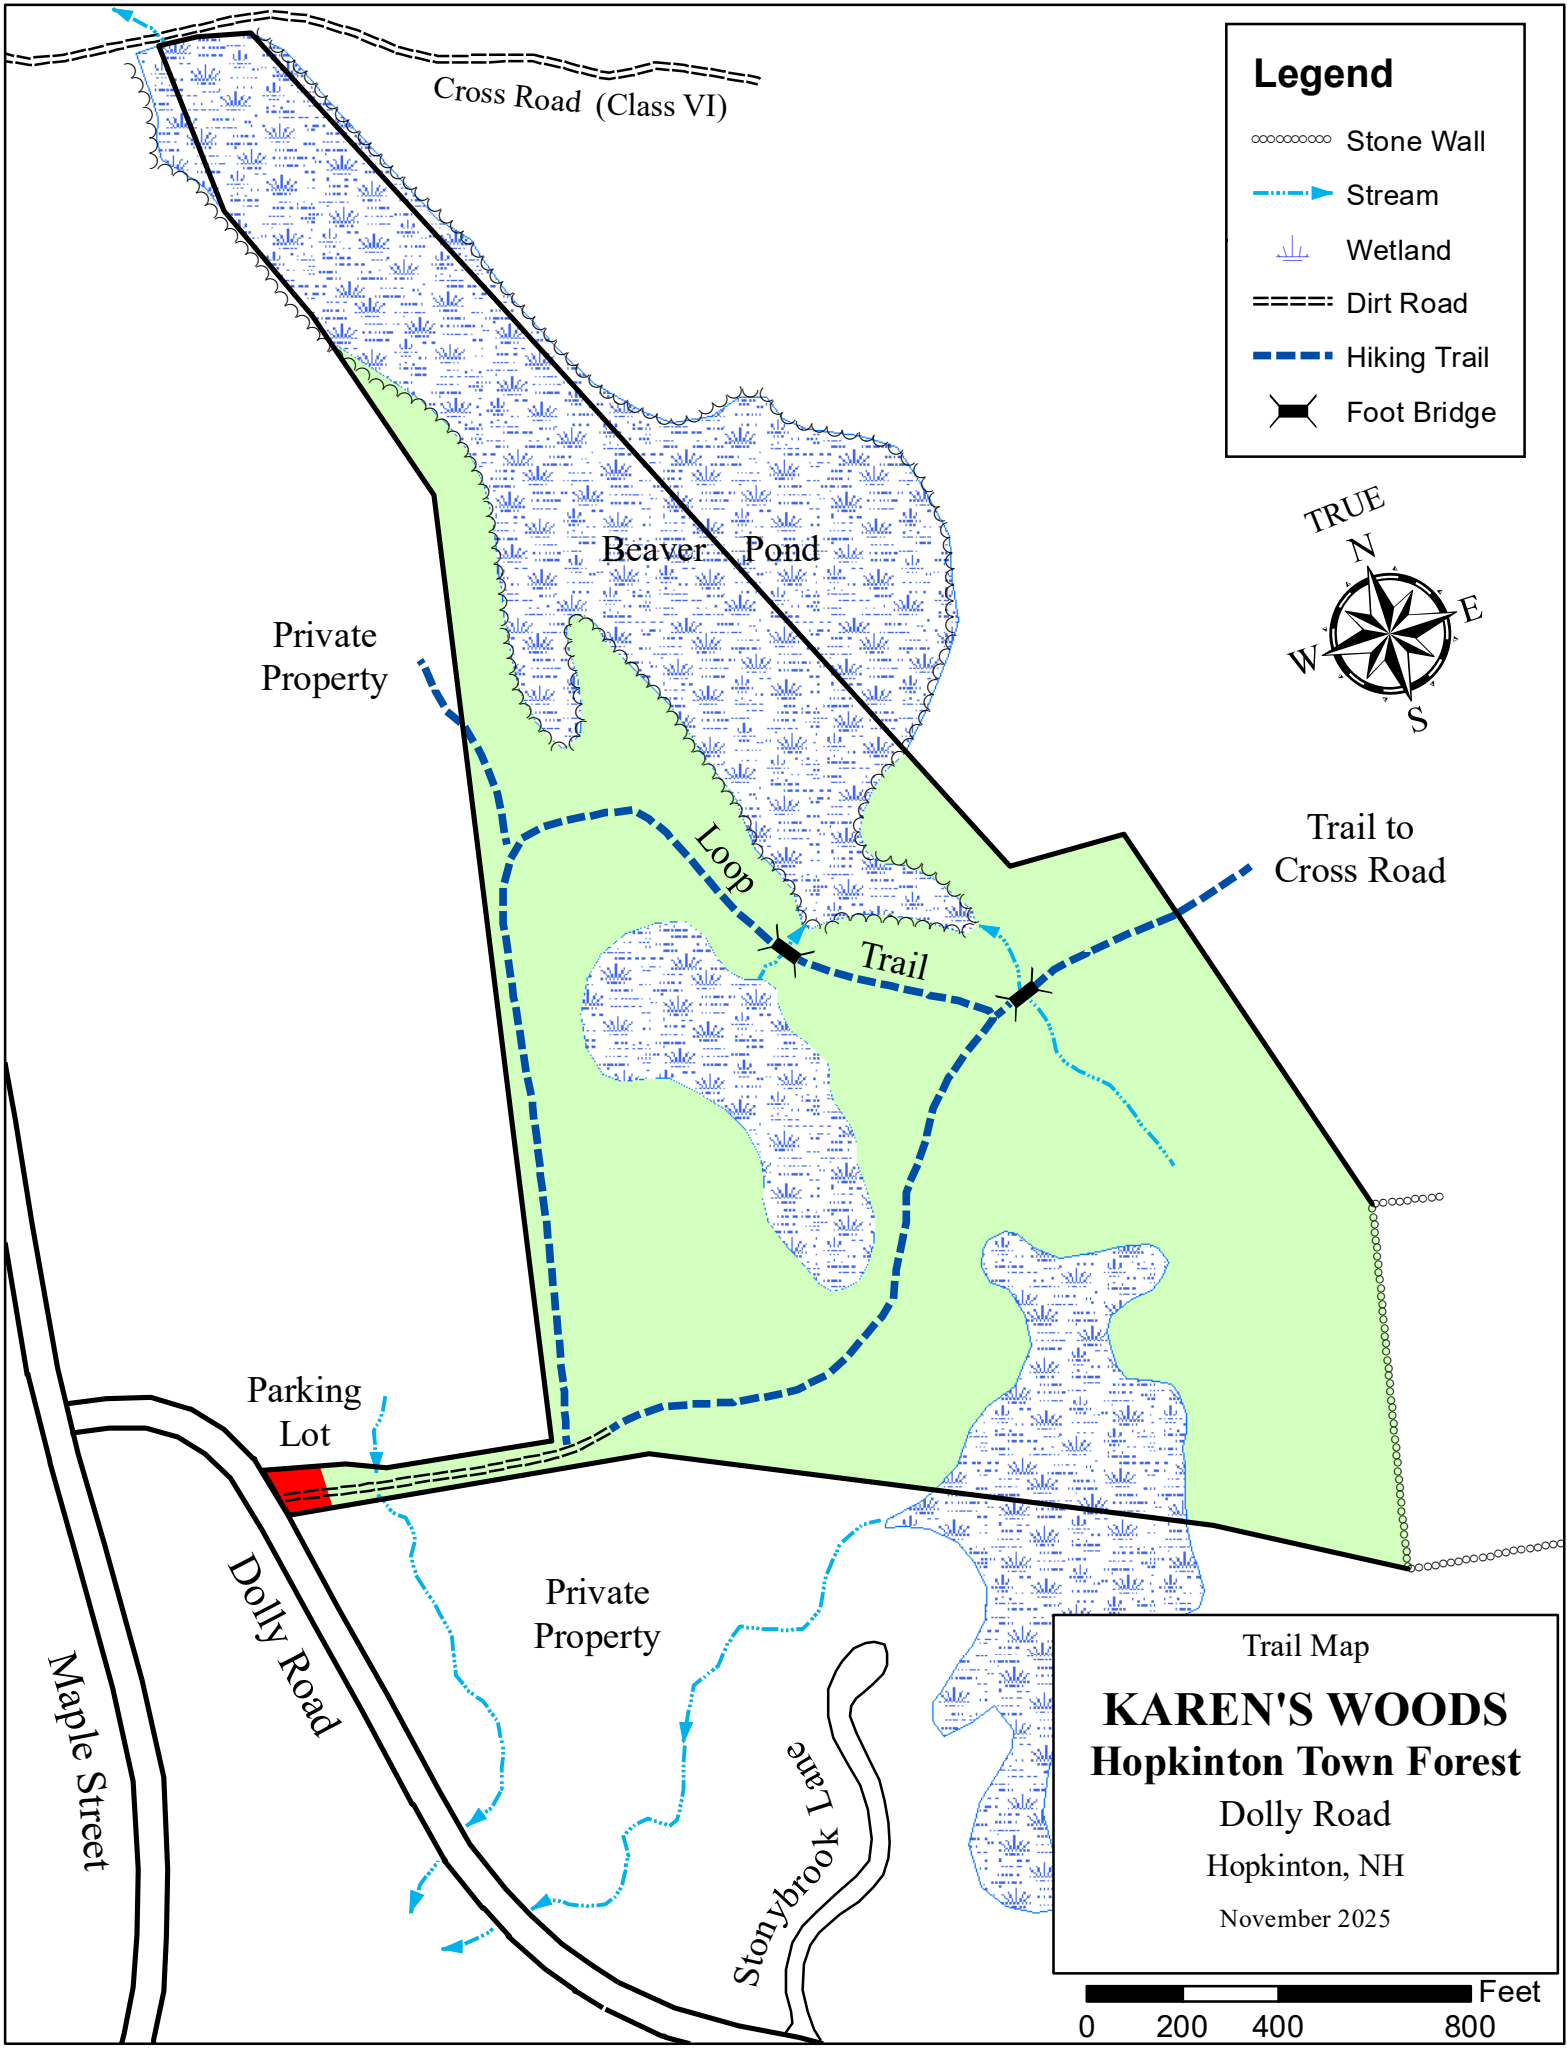 Cross Road (Class VI)
Legend
Stone Wall
Stream
Wetland
Dirt Road
Hiking Trail
Foot Bridge
TRUE
N
E
W
S
Beaver Pond
Private
Property
Trail to
Cross Road
Loop
Trail
Parking
Lot
Dolly Road
Maple Street
Private
Property
Stonybrook Lane
Trail Map
KAREN'S WOODS
Hopkinton Town Forest
Dolly Road
Hopkinton, NH
November 2025
Feet
0 200 400 800